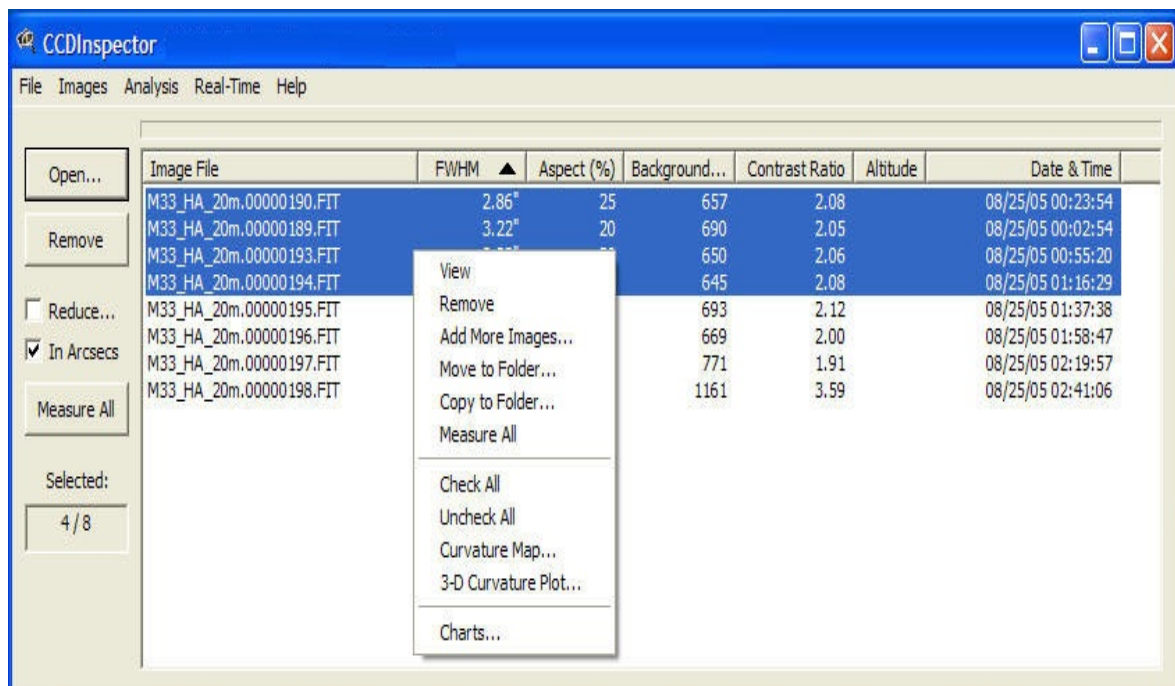 CCDInspector
File Images Analysis Real-Time Help
Open...
Remove
Reduce...
In Arcsecs
Measure All
Selected:
4 / 8
Image File FWHM Aspect (%) Background... Contrast Ratio Altitude Date & Time
M33_HA_20m.00000190.FIT 2.86" 25 657 2.08 08/25/05 00:23:54
M33_HA_20m.00000189.FIT 3.22" 20 690 2.05 08/25/05 00:02:54
M33_HA_20m.00000193.FIT 650 2.06 08/25/05 00:55:20
M33_HA_20m.00000194.FIT 645 2.08 08/25/05 01:16:29
M33_HA_20m.00000195.FIT 693 2.12 08/25/05 01:37:38
M33_HA_20m.00000196.FIT 669 2.00 08/25/05 01:58:47
M33_HA_20m.00000197.FIT 771 1.91 08/25/05 02:19:57
M33_HA_20m.00000198.FIT 1161 3.59 08/25/05 02:41:06
View
Remove
Add More Images...
Move to Folder...
Copy to Folder...
Measure All
Check All
Uncheck All
Curvature Map...
3-D Curvature Plot...
Charts...